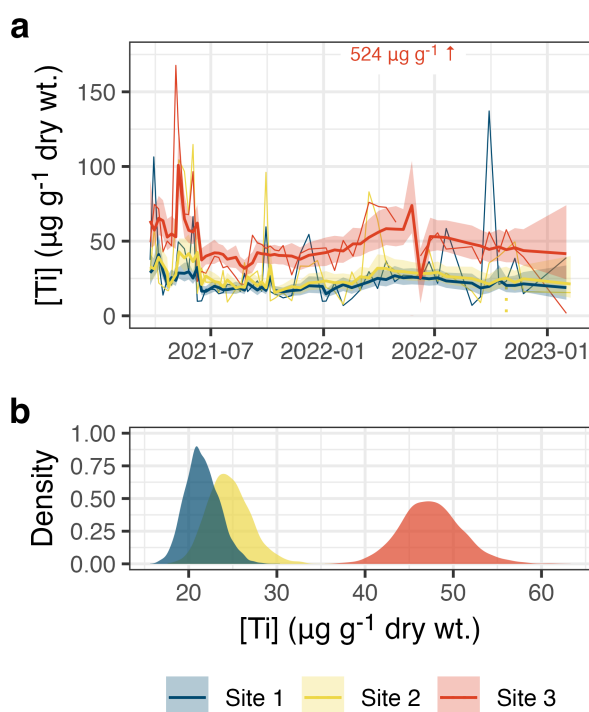 a
524 µg g⁻¹ ↑
[Ti] (µg g⁻¹ dry wt.)
150
100
50
0
2021-07 2022-01 2022-07 2023-01
b
Density
1.00
0.75
0.50
0.25
0.00
20 30 40 50 60
[Ti] (µg g⁻¹ dry wt.)
Site 1 Site 2 Site 3